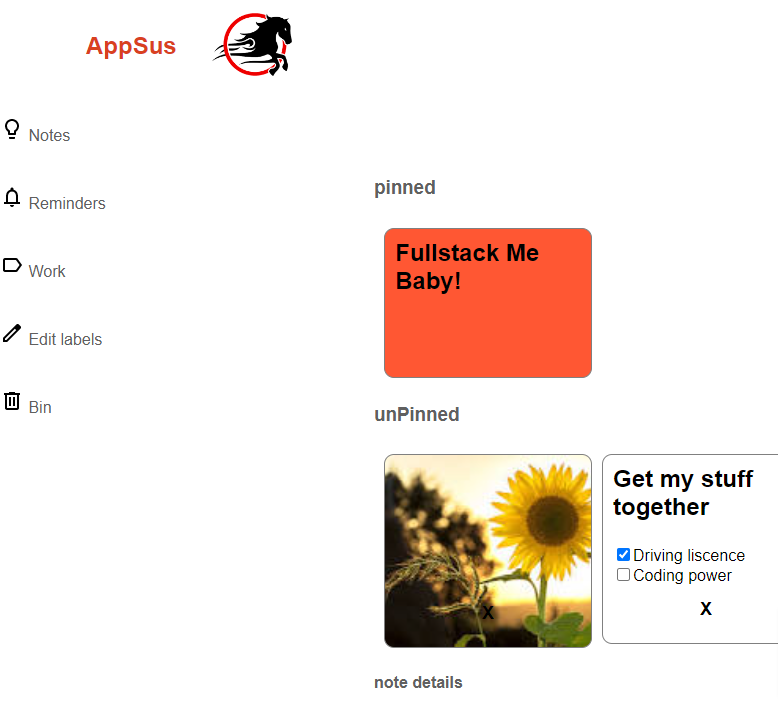 AppSus
Notes
Reminders
Work
Edit labels
Bin
pinned
Fullstack Me
Baby!
unPinned
X
Get my stuff
together
Driving liscence
Coding power
X
note details